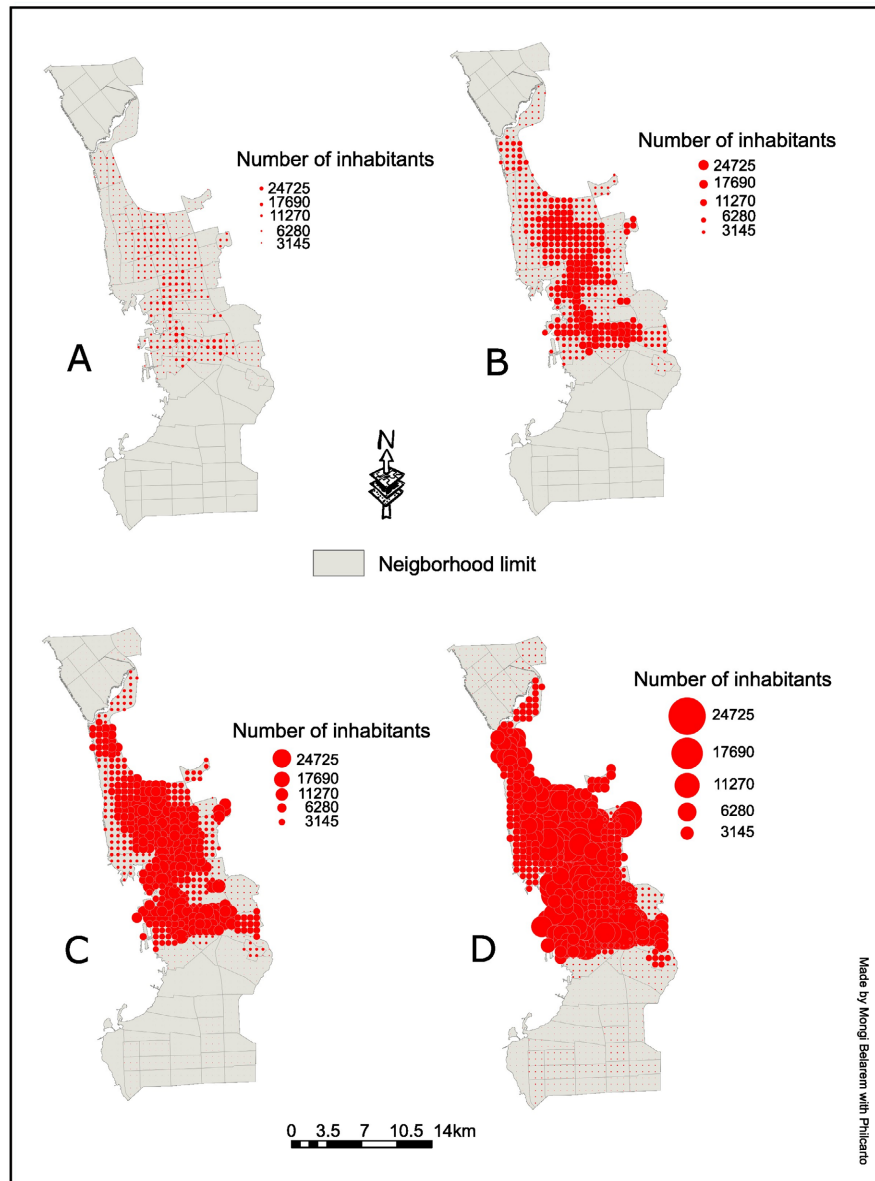 Number of inhabitants
24725
17690
11270
6280
3145
A
Number of inhabitants
24725
17690
11270
6280
3145
B
N
Neigborhood limit
Number of inhabitants
24725
17690
11270
6280
3145
C
Number of inhabitants
24725
17690
11270
6280
3145
D
Made by Mongi Belarem with Philcarto
0 3.5 7 10.5 14km